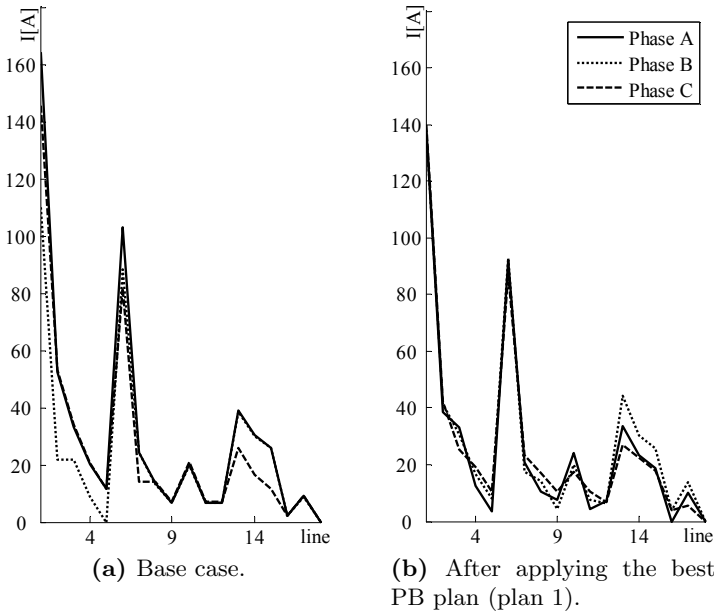 I[A]
160
140
120
100
80
60
40
20
0
4
9
14
line
(a) Base case.
I[A]
160
140
120
100
80
60
40
20
0
4
9
14
line
Phase A
Phase B
Phase C
(b) After applying the best
PB plan (plan 1).